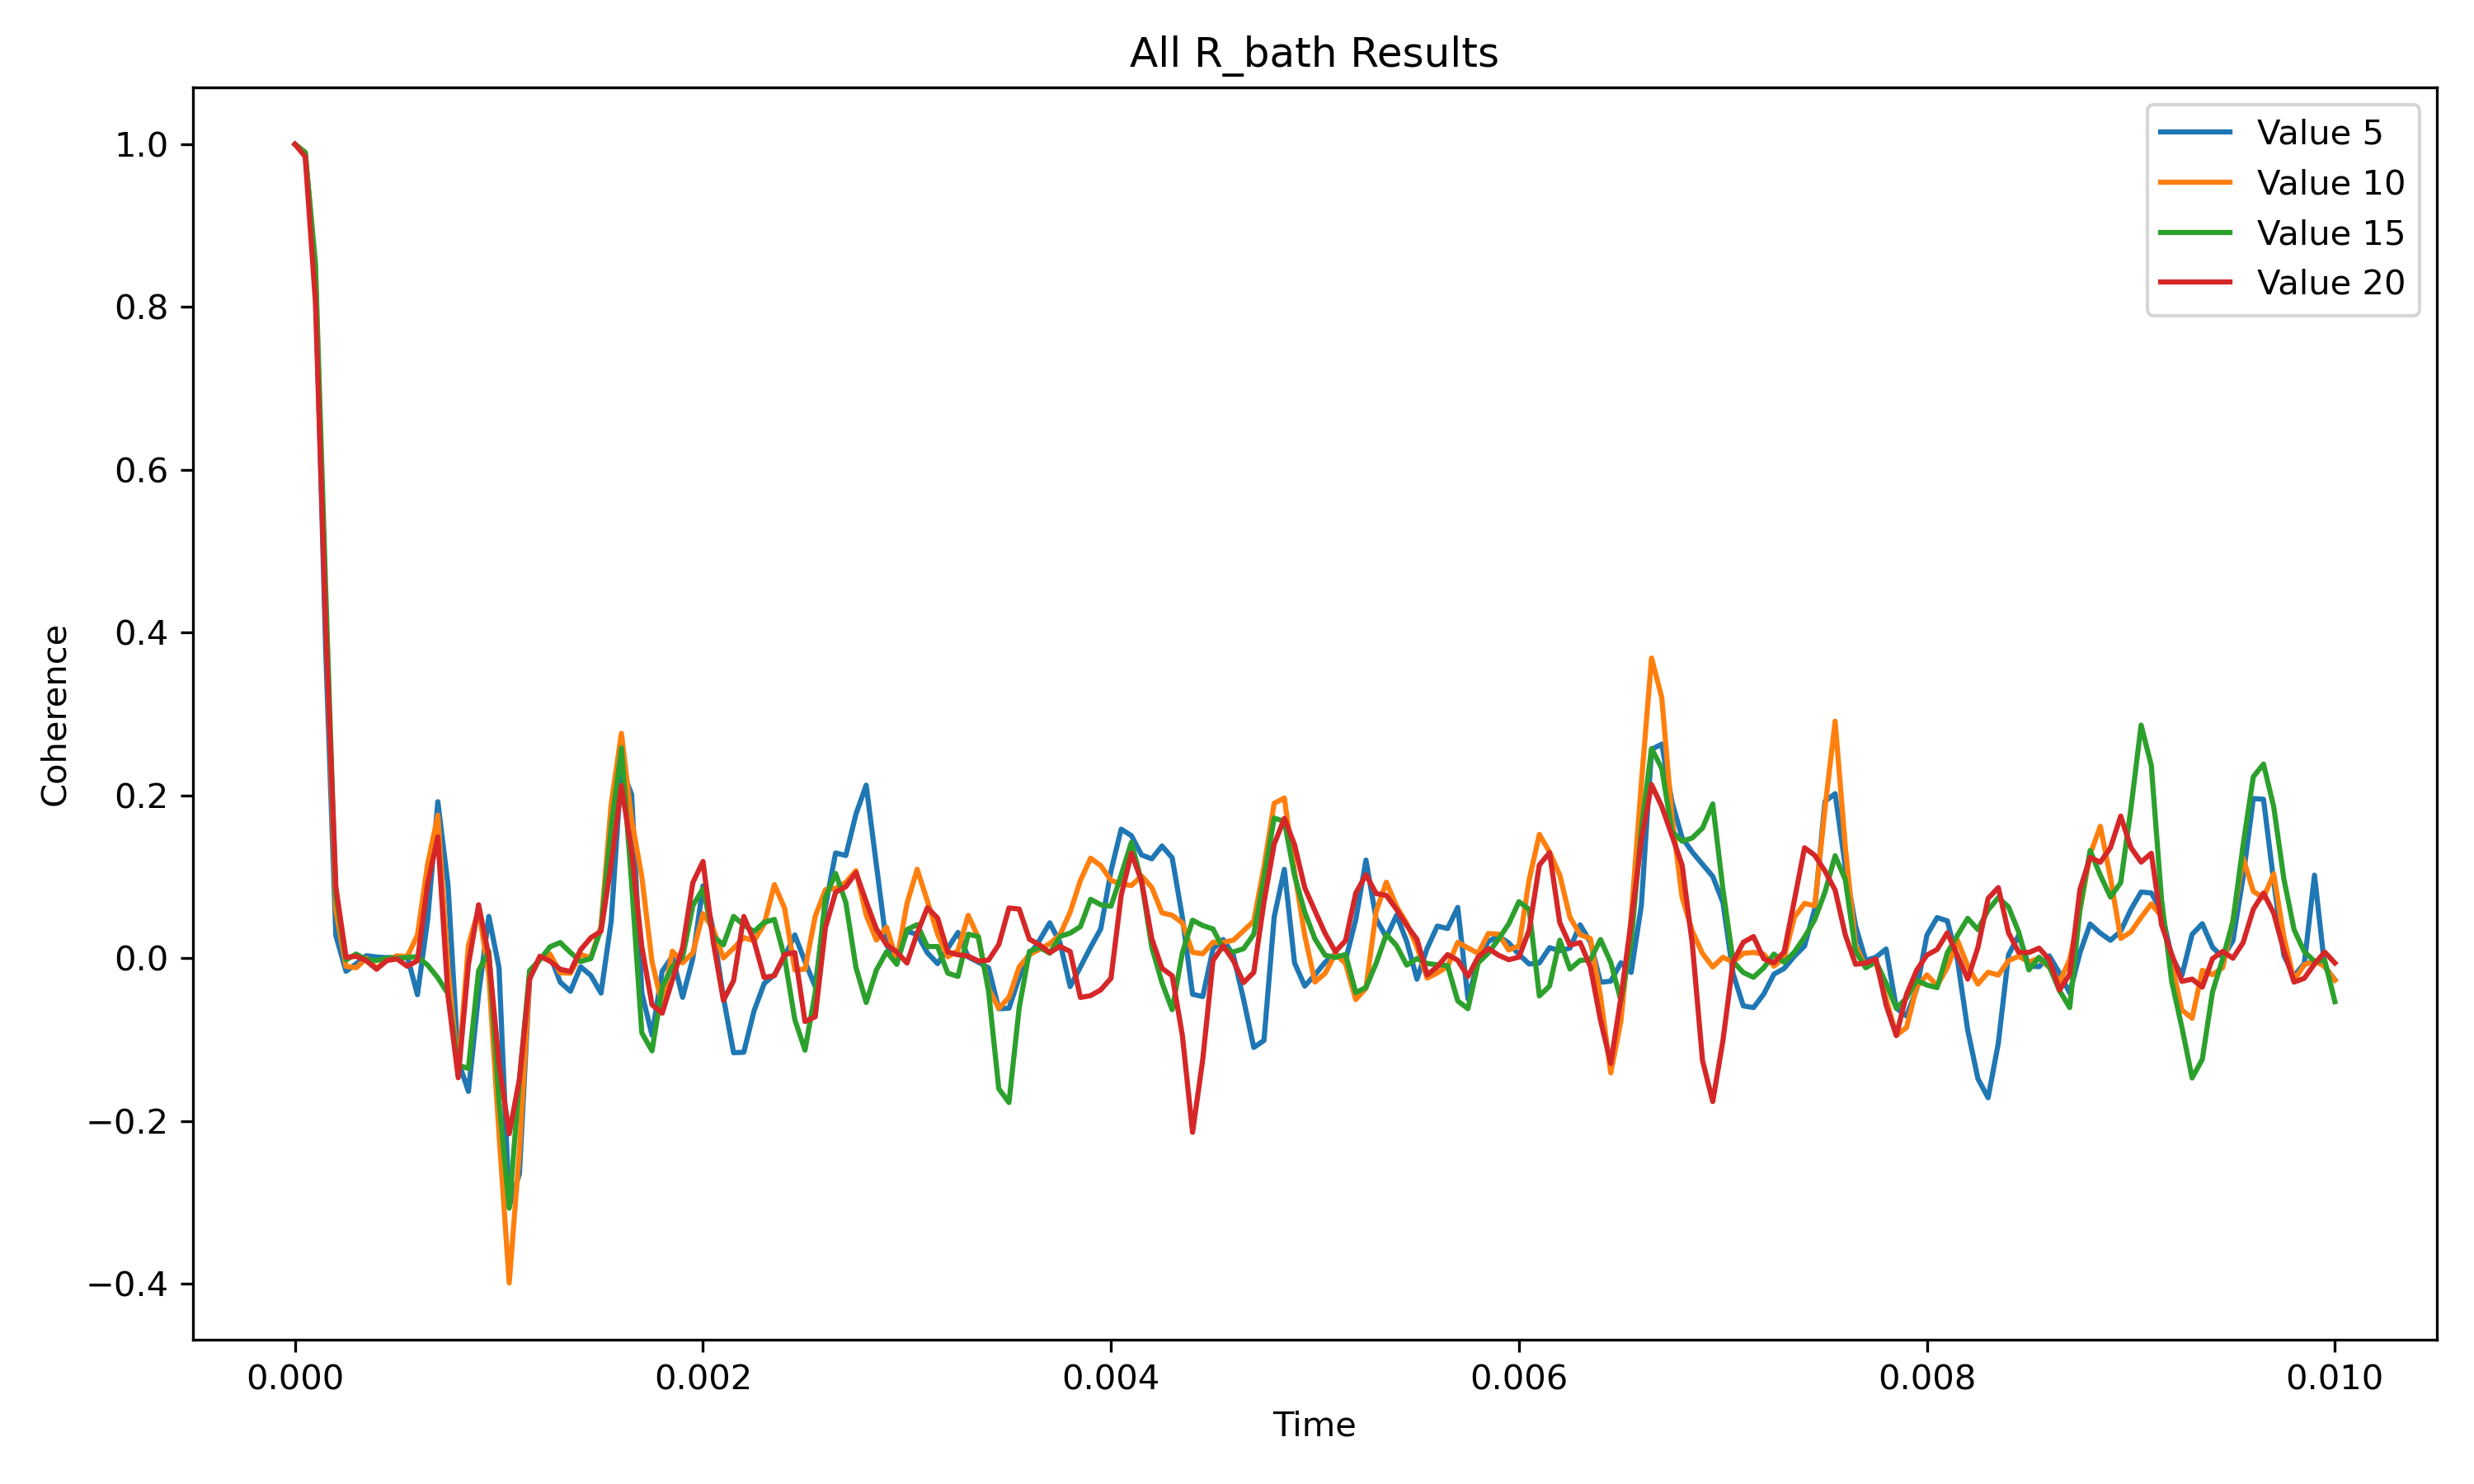 All R_bath Results
Value 5
Value 10
Value 15
Value 20
Coherence
1.0
0.8
0.6
0.4
0.2
0.0
−0.2
−0.4
0.000 0.002 0.004 0.006 0.008 0.010
Time